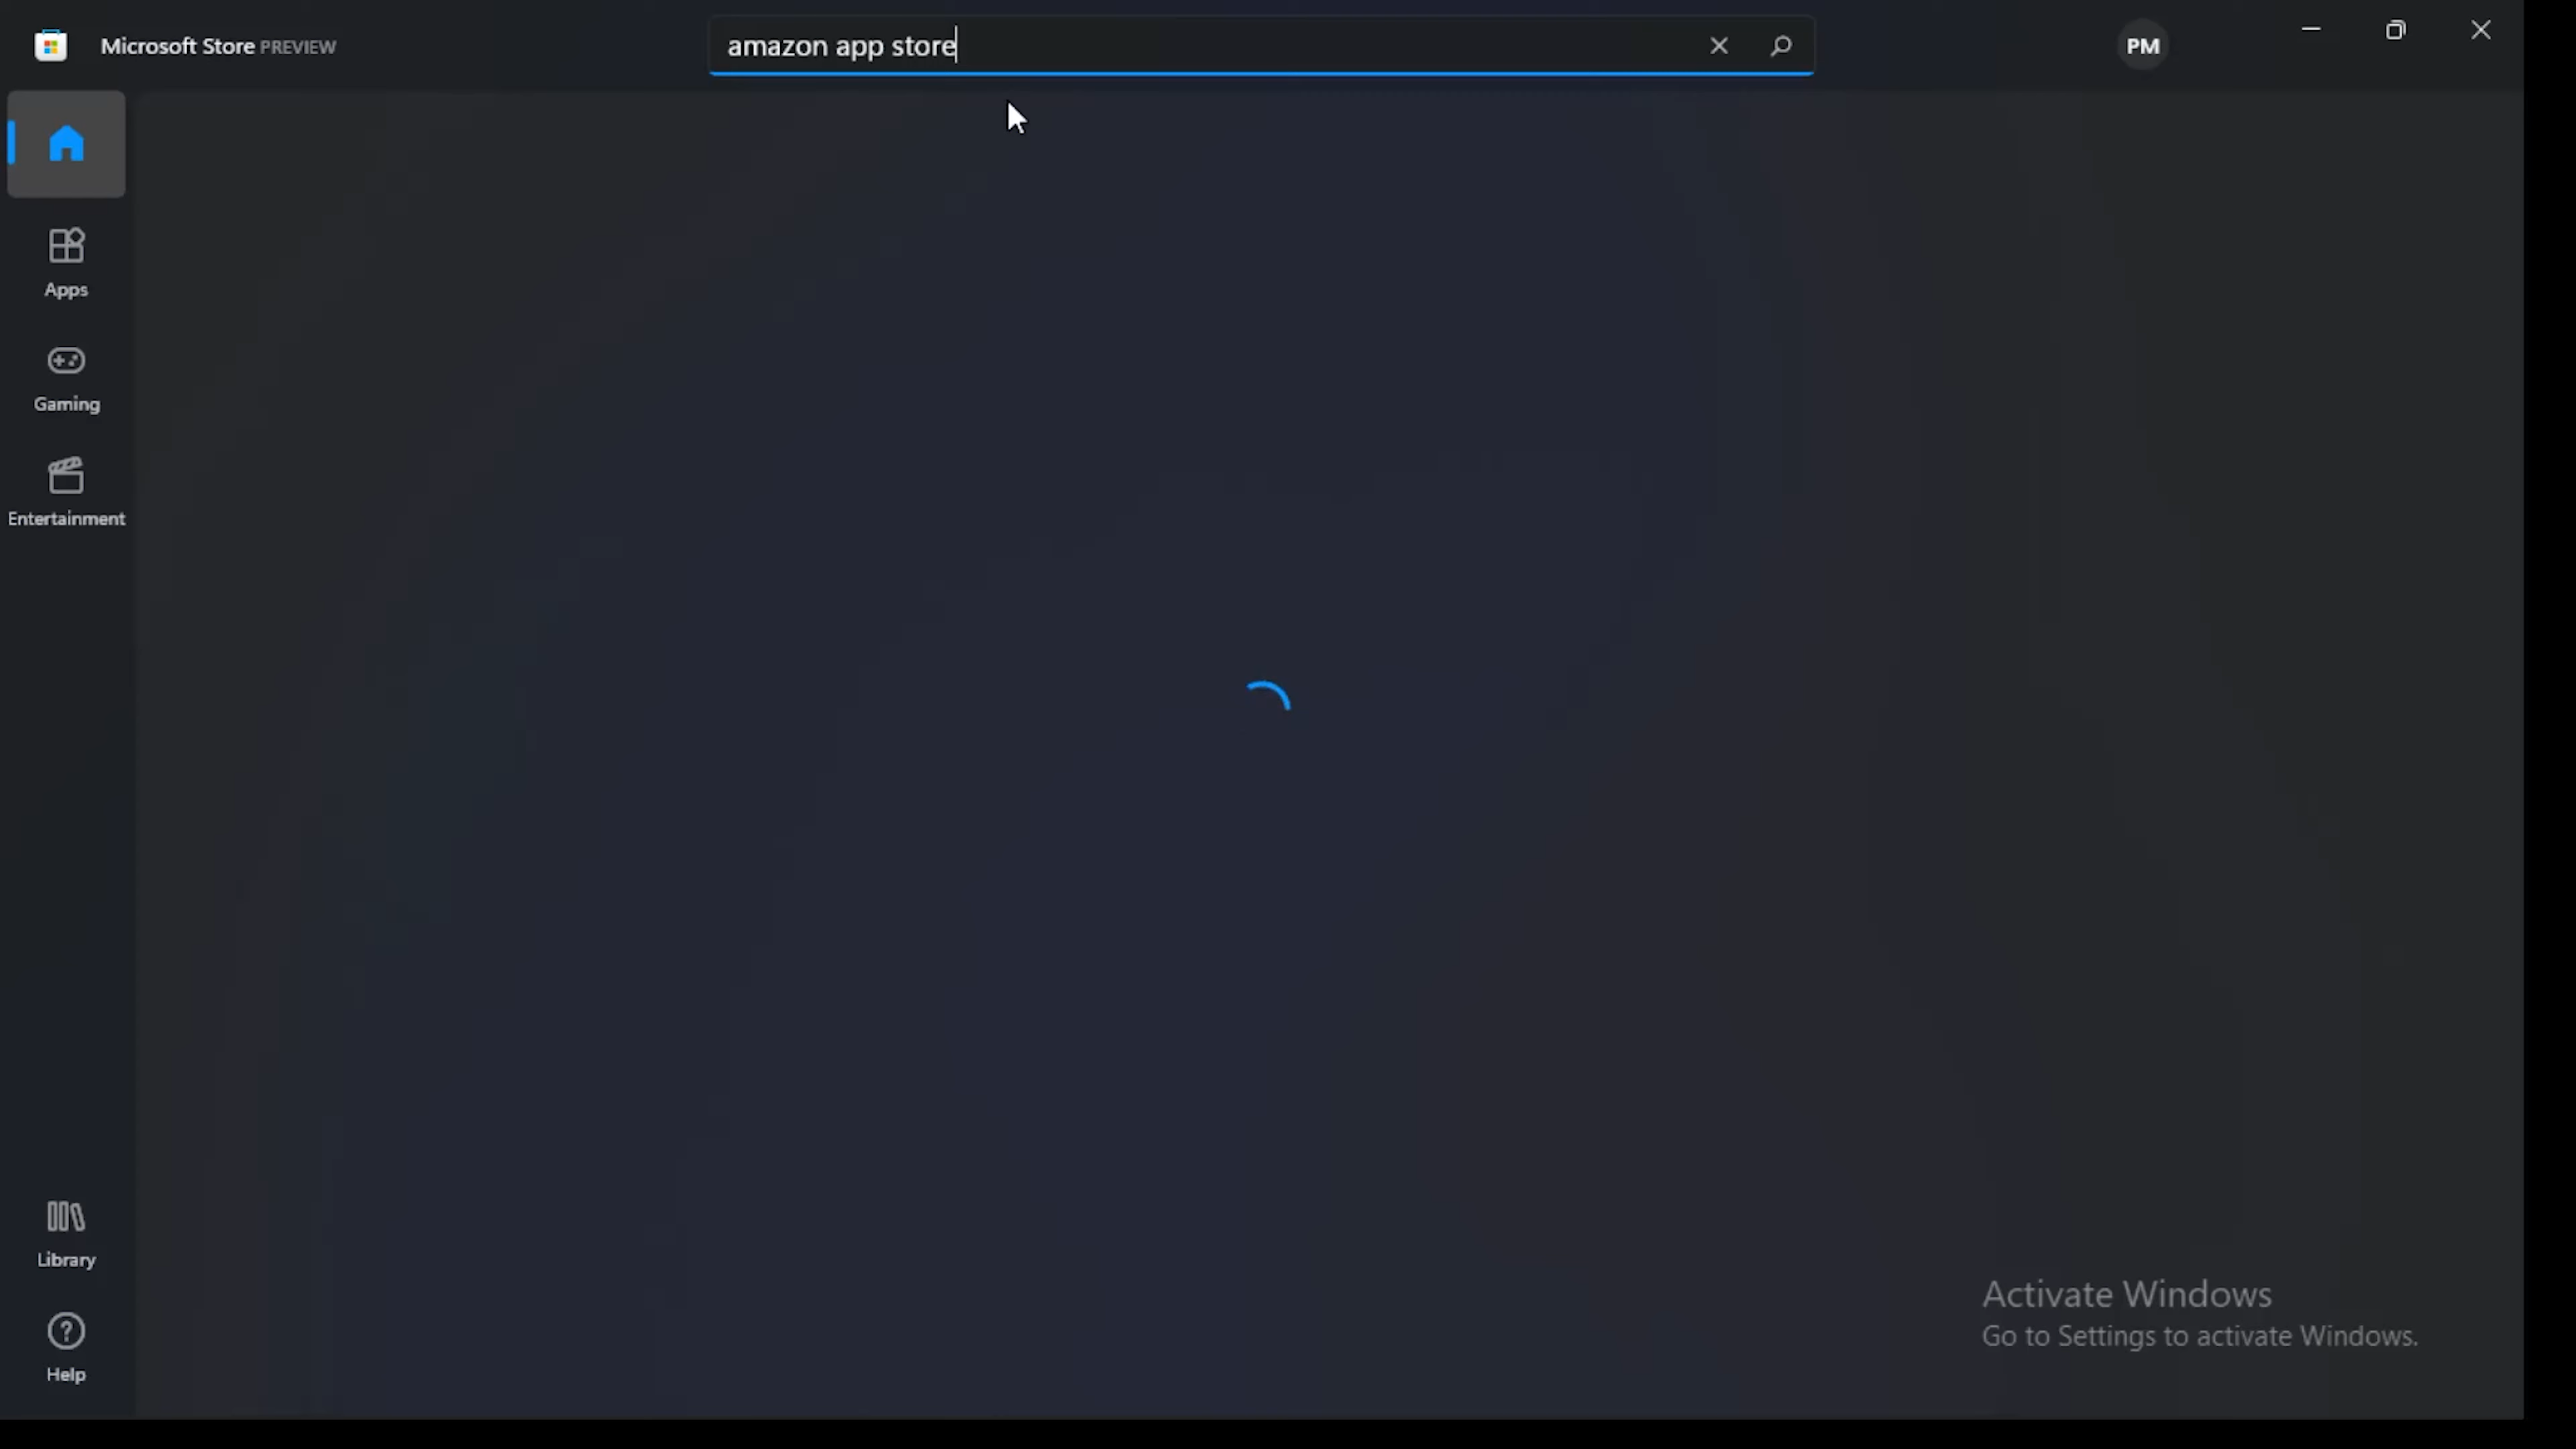 Microsoft Store PREVIEW
amazon app store
PM
Apps
Gaming
Entertainment
Library
Help
Activate Windows
Go to Settings to activate Windows.